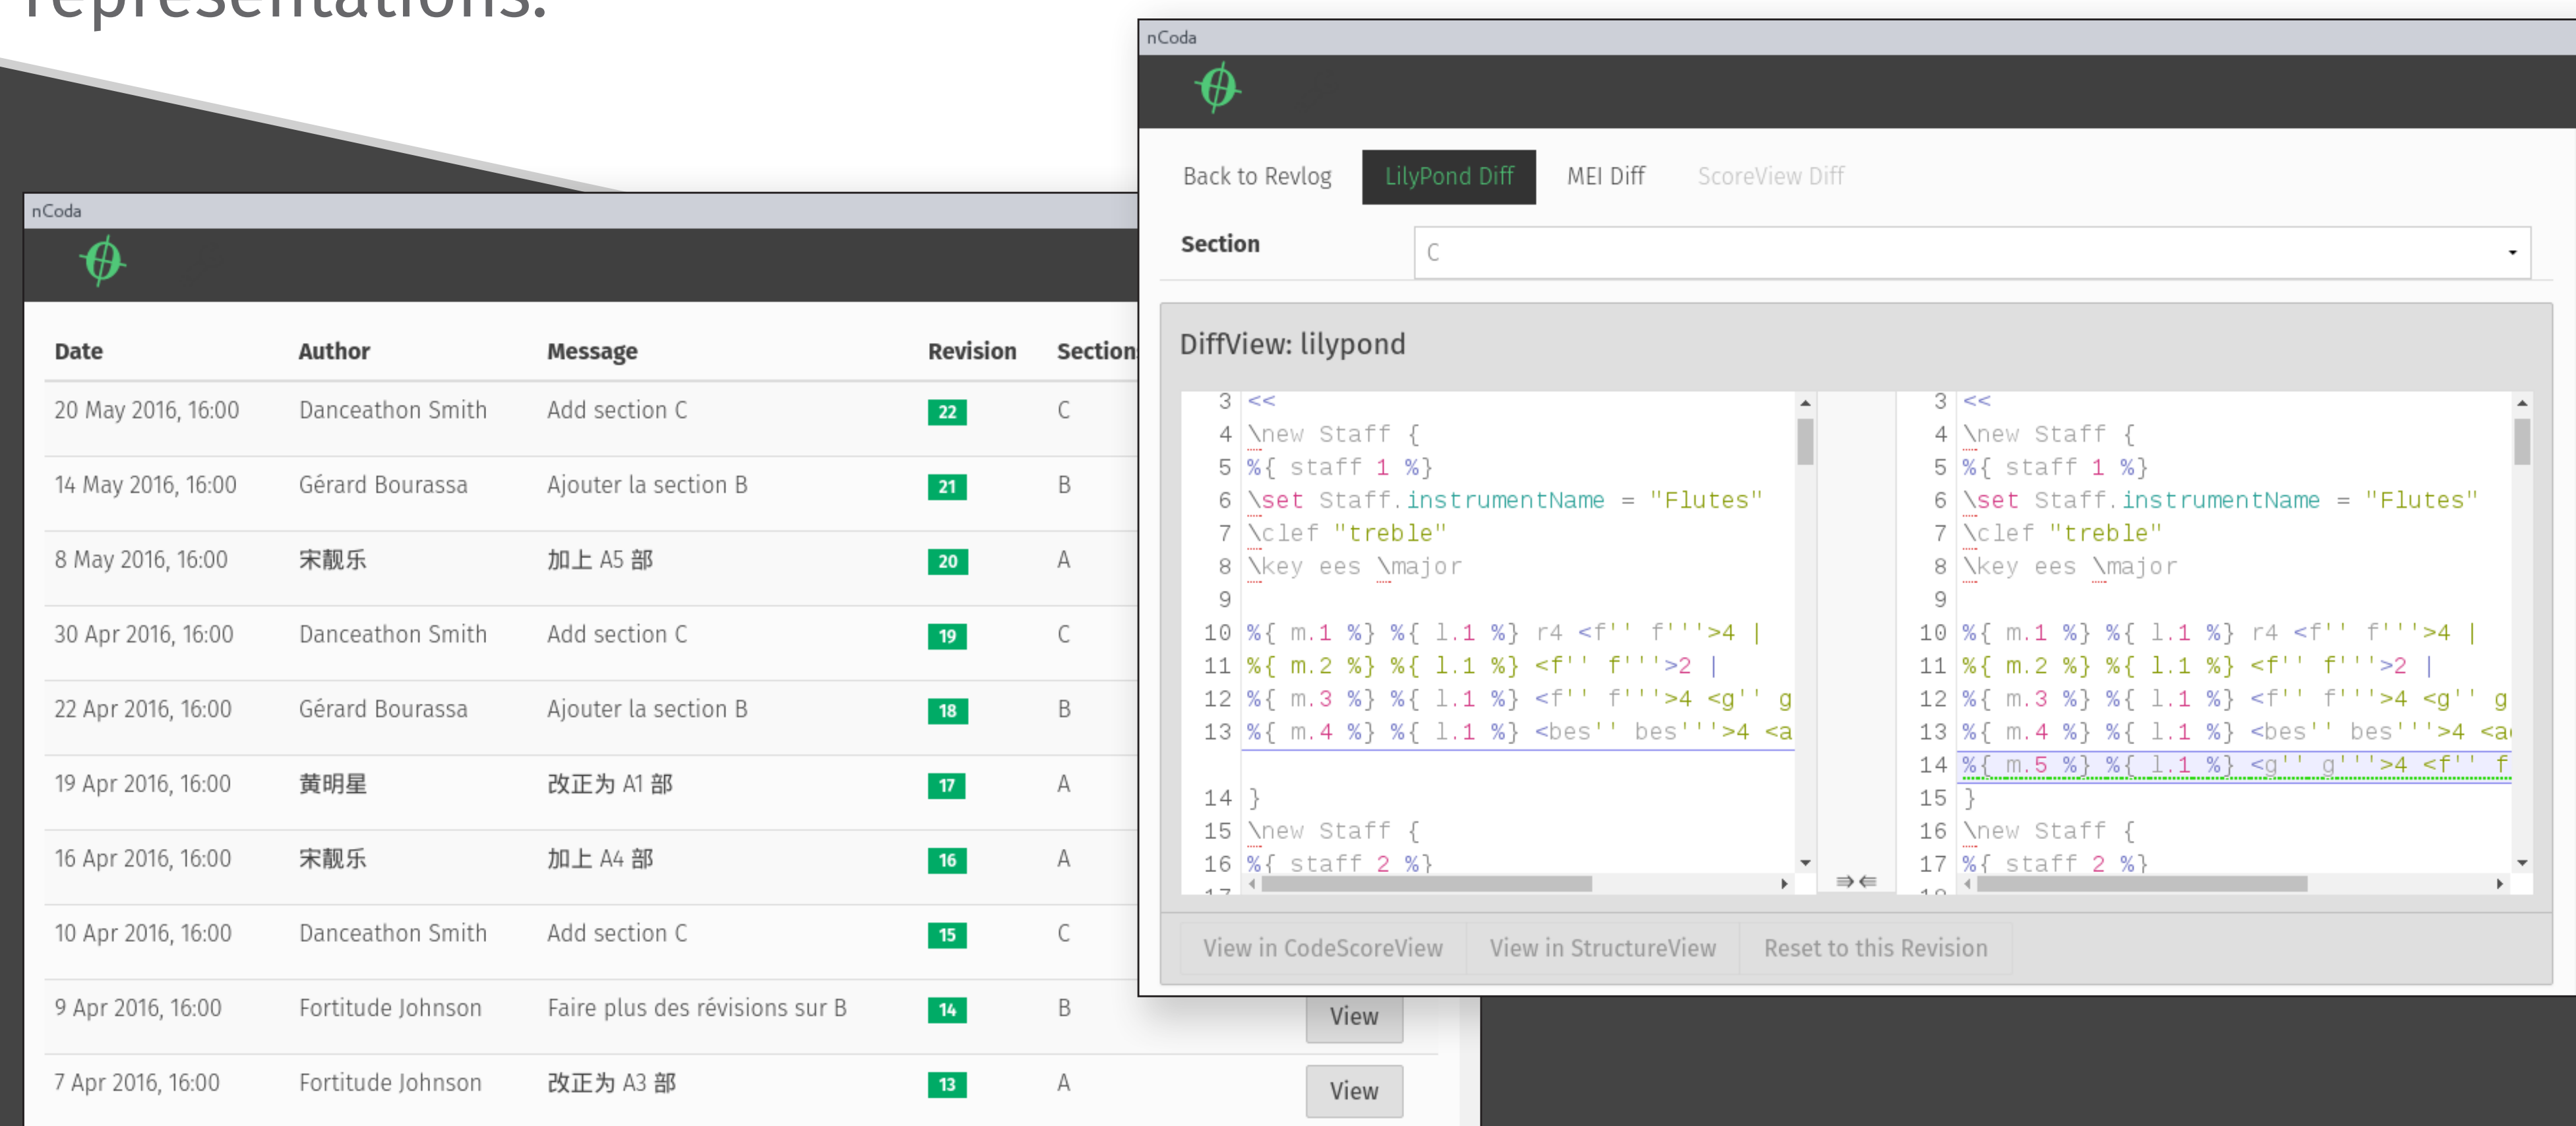 representations.
nCoda
Date Author Message Revision Section
20 May 2016, 16:00 Danceathon Smith Add section C 22 C
14 May 2016, 16:00 Gérard Bourassa Ajouter la section B 21 B
8 May 2016, 16:00 宋靓乐 加上 A5 部 20 A
30 Apr 2016, 16:00 Danceathon Smith Add section C 19 C
22 Apr 2016, 16:00 Gérard Bourassa Ajouter la section B 18 B
19 Apr 2016, 16:00 黄明星 改正为 A1 部 17 A
16 Apr 2016, 16:00 宋靓乐 加上 A4 部 16 A
10 Apr 2016, 16:00 Danceathon Smith Add section C 15 C
9 Apr 2016, 16:00 Fortitude Johnson Faire plus des révisions sur B 14 B View
7 Apr 2016, 16:00 Fortitude Johnson 改正为 A3 部 13 A View
nCoda
Back to Revlog LilyPond Diff MEI Diff ScoreView Diff
Section C
DiffView: lilypond
3 <<
4 \new Staff {
5 %{ staff 1 %}
6 \set Staff.instrumentName = "Flutes"
7 \clef "treble"
8 \key ees \major
9
10 %{ m.1 %} %{ l.1 %} r4 <f'' f'''>4 |
11 %{ m.2 %} %{ l.1 %} <f'' f'''>2 |
12 %{ m.3 %} %{ l.1 %} <f'' f'''>4 <g'' g
13 %{ m.4 %} %{ l.1 %} <bes'' bes'''>4 <a
14 }
15 \new Staff {
16 %{ staff 2 %}
3 <<
4 \new Staff {
5 %{ staff 1 %}
6 \set Staff.instrumentName = "Flutes"
7 \clef "treble"
8 \key ees \major
9
10 %{ m.1 %} %{ l.1 %} r4 <f'' f'''>4 |
11 %{ m.2 %} %{ l.1 %} <f'' f'''>2 |
12 %{ m.3 %} %{ l.1 %} <f'' f'''>4 <g'' g
13 %{ m.4 %} %{ l.1 %} <bes'' bes'''>4 <a
14 %{ m.5 %} %{ l.1 %} <g'' g'''>4 <f'' f
15 }
16 \new Staff {
17 %{ staff 2 %}
⇛⇚
View in CodeScoreView View in StructureView Reset to this Revision